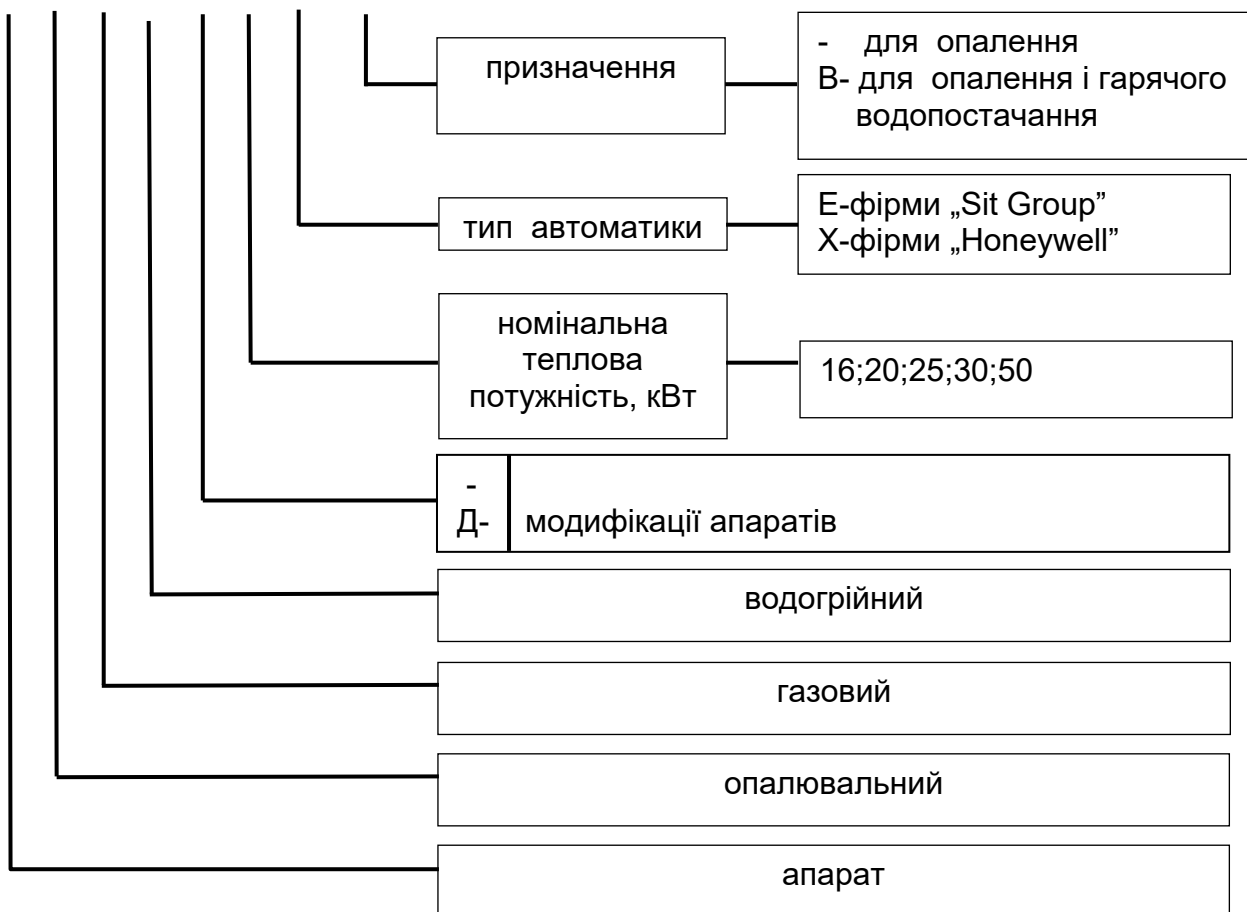 призначення
- для опалення
В- для опалення і гарячого
водопостачання
тип автоматики
Е-фірми „Sit Group”
Х-фірми „Honeywell”
номінальна
теплова
потужність, кВт
16;20;25;30;50
-
Д- модифікації апаратів
водогрійний
газовий
опалювальний
апарат